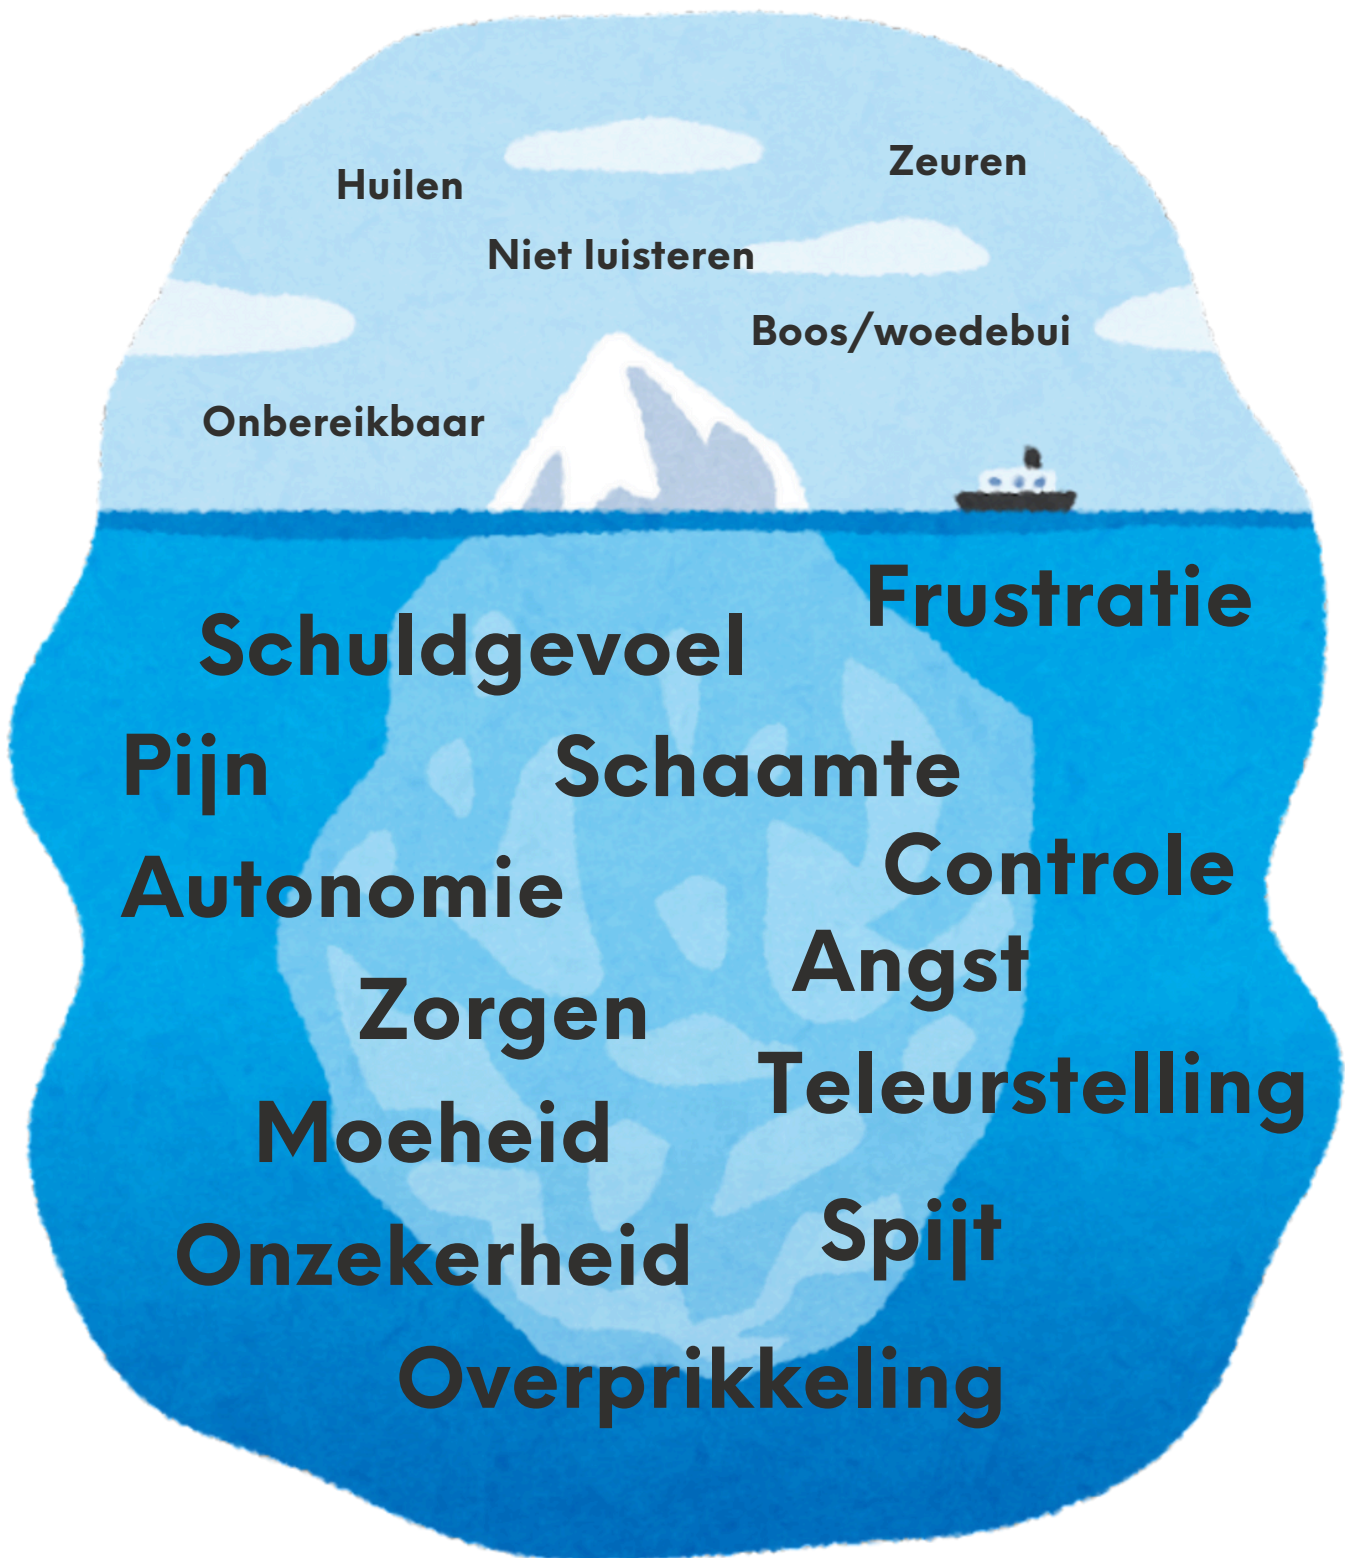 Zeuren
Huilen
Niet luisteren
Boos/woedebui
Onbereikbaar
Frustratie
Schuldgevoel
Pijn
Schaamte
Controle
Autonomie
Angst
Zorgen
Teleurstelling
Moeheid
Spijt
Onzekerheid
Overprikkeling